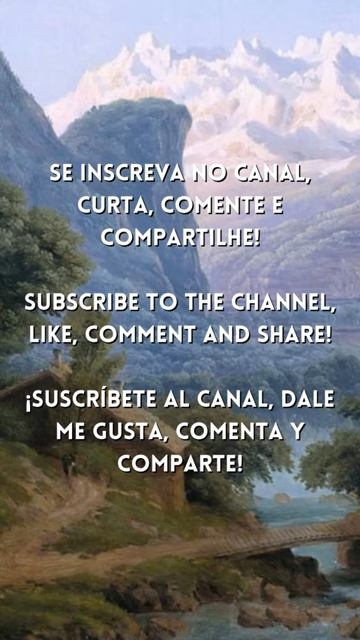 SE INSCREVA NO CANAL,
CURTA, COMENTE E
COMPARTILHE!
SUBSCRIBE TO THE CHANNEL,
LIKE, COMMENT AND SHARE!
¡SUSCRÍBETE AL CANAL, DALE
ME GUSTA, COMENTA Y
COMPARTE!